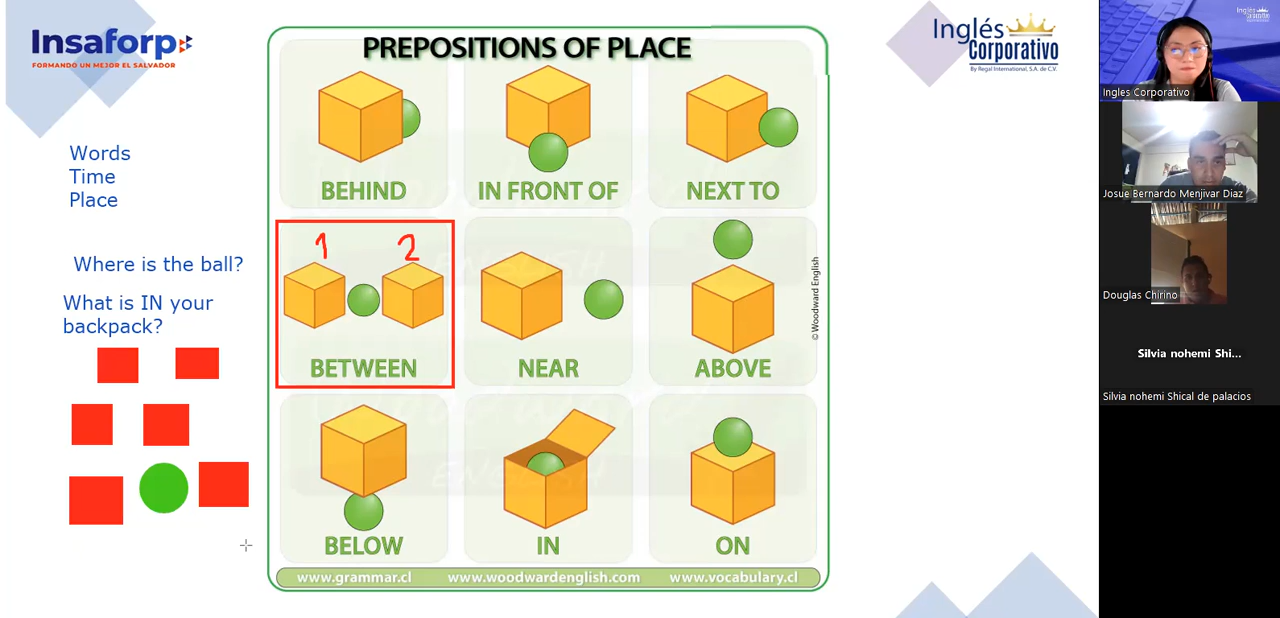 Insaforp
FORMANDO UN MEJOR EL SALVADOR
PREPOSITIONS OF PLACE
Inglés
Corporativo
By Regal International, S.A. de C.V.
Words
Time
Place
Where is the ball?
What is IN your
backpack?
BEHIND
IN FRONT OF
NEXT TO
1
2
BETWEEN
NEAR
ABOVE
© Woodward English
BELOW
IN
ON
www.grammar.cl
www.woodwardenglish.com
www.vocabulary.cl
Ingles Corporativo
Josue Bernardo Menjivar Diaz
Douglas Chirino
Silvia nohemi Shi...
Silvia nohemi Shical de palacios